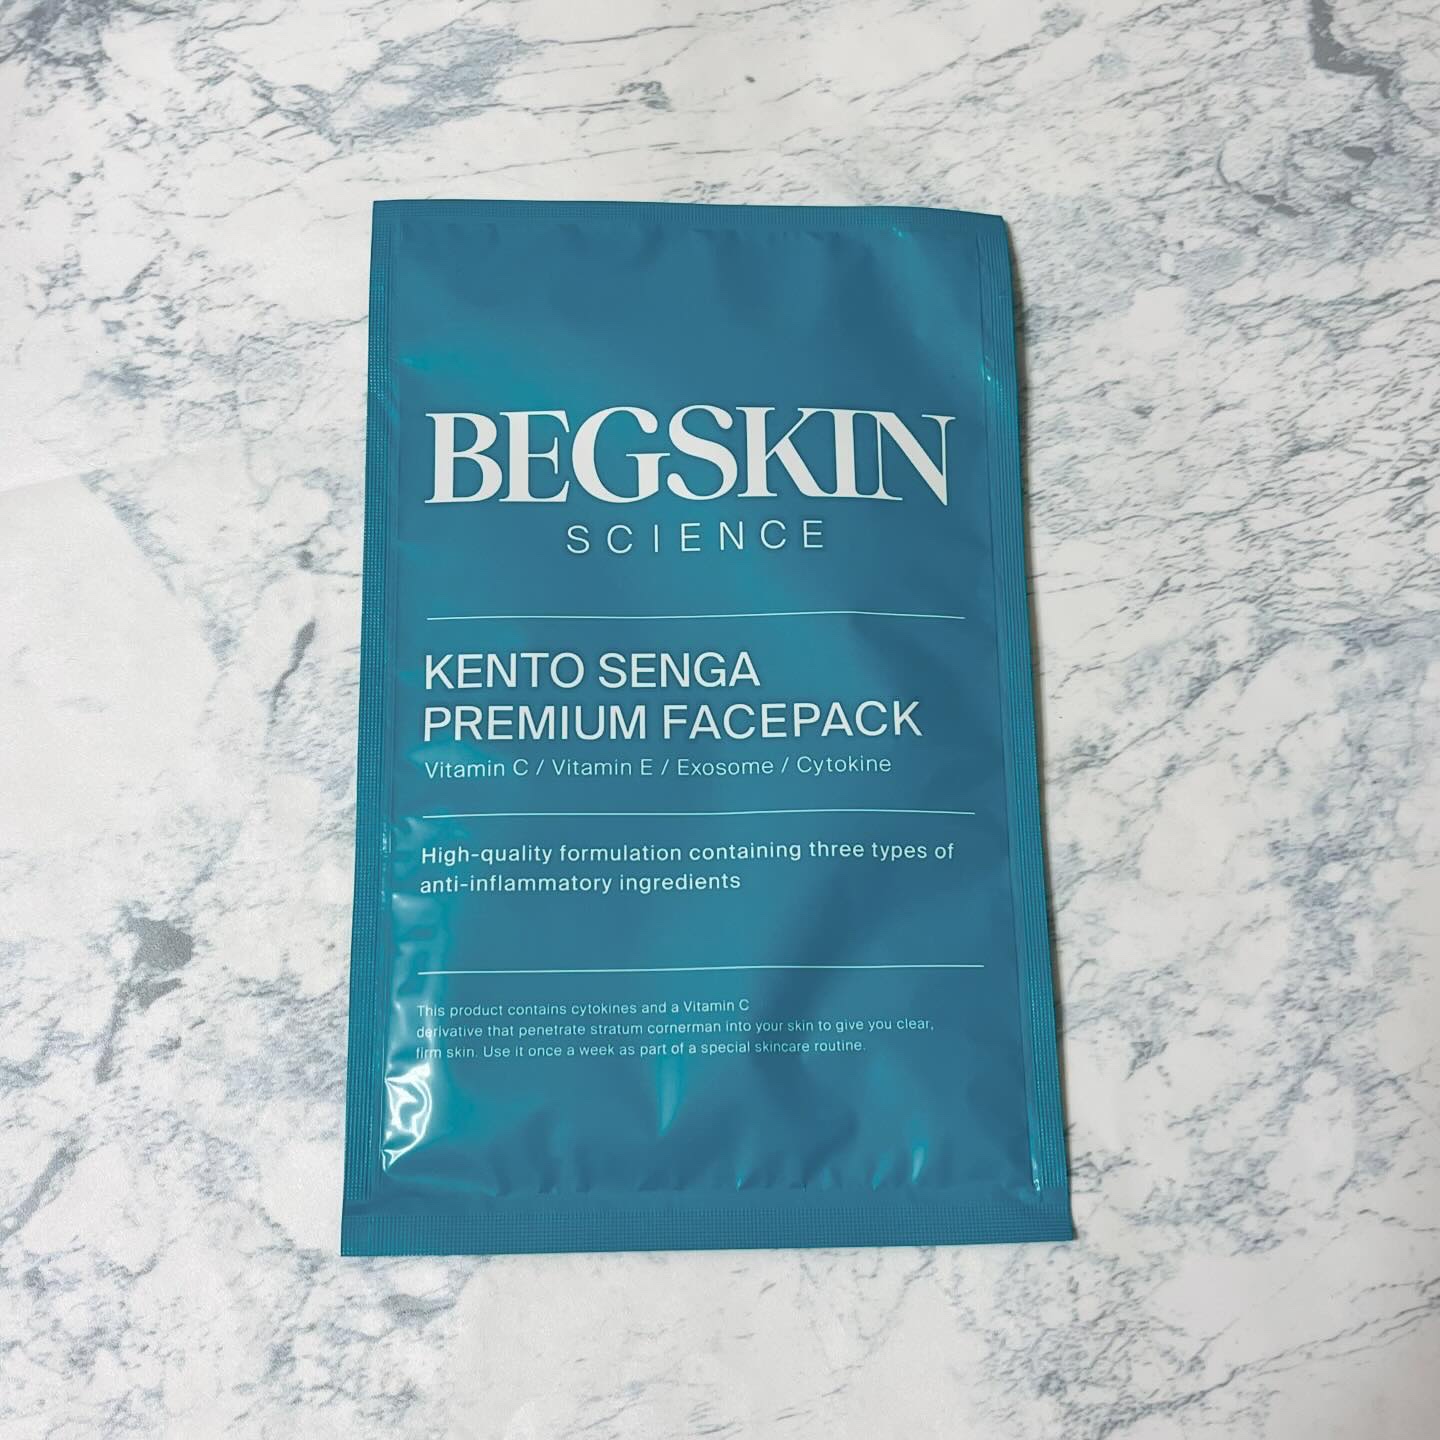 BEGSKIN
SCIENCE
KENTO SENGA
PREMIUM FACEPACK
Vitamin C / Vitamin E / Exosome / Cytokine
High-quality formulation containing three types of
anti-inflammatory ingredients
This product contains cytokines and a Vitamin C
derivative that penetrate stratum cornerman into your skin to give you clear,
firm skin. Use it once a week as part of a special skincare routine.